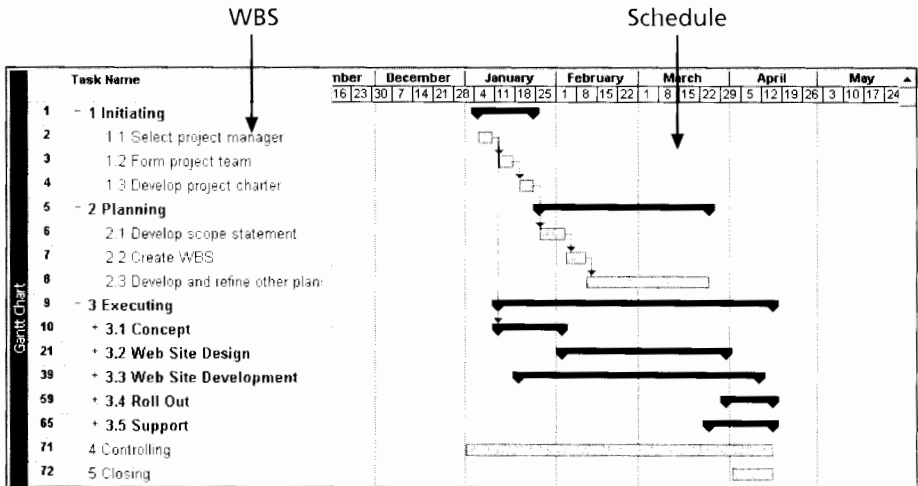 WBS Schedule
Task Name nber December January February March April May
16 23 30 7 14 21 28 4 11 18 25 1 8 15 22 1 8 15 22 29 5 12 19 26 3 10 17 24
1 - 1 Initiating
2 1.1 Select project manager
3 1.2 Form project team
4 1.3 Develop project charter
5 - 2 Planning
6 2.1 Develop scope statement
7 2.2 Create WBS
8 2.3 Develop and refine other plan
9 - 3 Executing
10 + 3.1 Concept
21 + 3.2 Web Site Design
39 + 3.3 Web Site Development
59 + 3.4 Roll Out
65 + 3.5 Support
71 4 Controlling
72 5 Closing
Gantt Chart